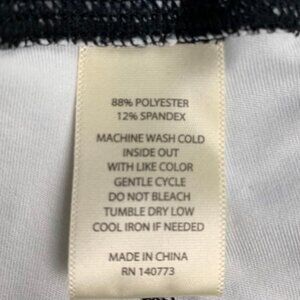 88% POLYESTER
12% SPANDEX
MACHINE WASH COLD
INSIDE OUT
WITH LIKE COLOR
GENTLE CYCLE
DO NOT BLEACH
TUMBLE DRY LOW
COOL IRON IF NEEDED
MADE IN CHINA
RN 140773